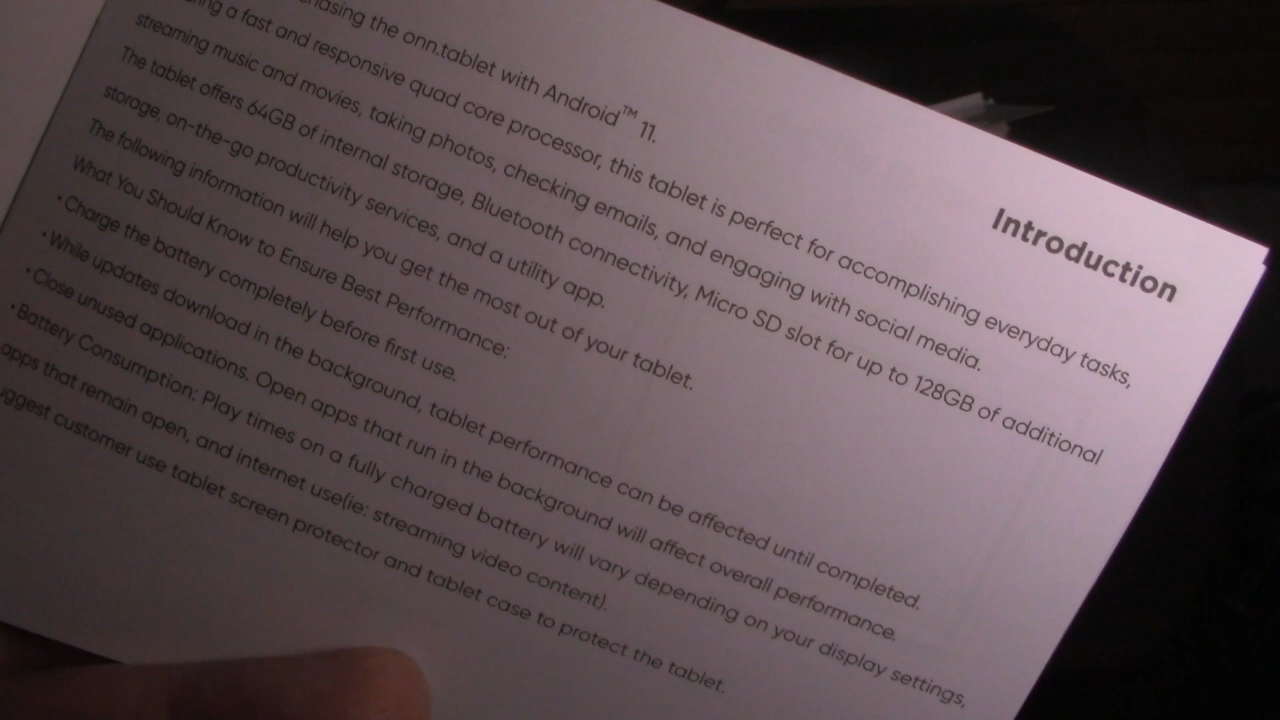 Introduction
the onn.tablet with Android™ 11.
a fast and responsive quad core processor, this tablet is perfect for accomplishing everyday tasks,
streaming music and movies, taking photos, checking emails, and engaging with social media.
The tablet offers 64GB of internal storage, Bluetooth connectivity, Micro SD slot for up to 128GB of additional
storage, on-the-go productivity services, and a utility app.
The following information will help you get the most out of your tablet.
What You Should Know to Ensure Best Performance:
• Charge the battery completely before first use.
• While updates download in the background, tablet performance can be affected until completed.
• Close unused applications. Open apps that run in the background will affect overall performance.
• Battery Consumption: Play times on a fully charged battery will vary depending on your display settings,
apps that remain open, and internet use(ie: streaming video content).
customer use tablet screen protector and tablet case to protect the tablet.